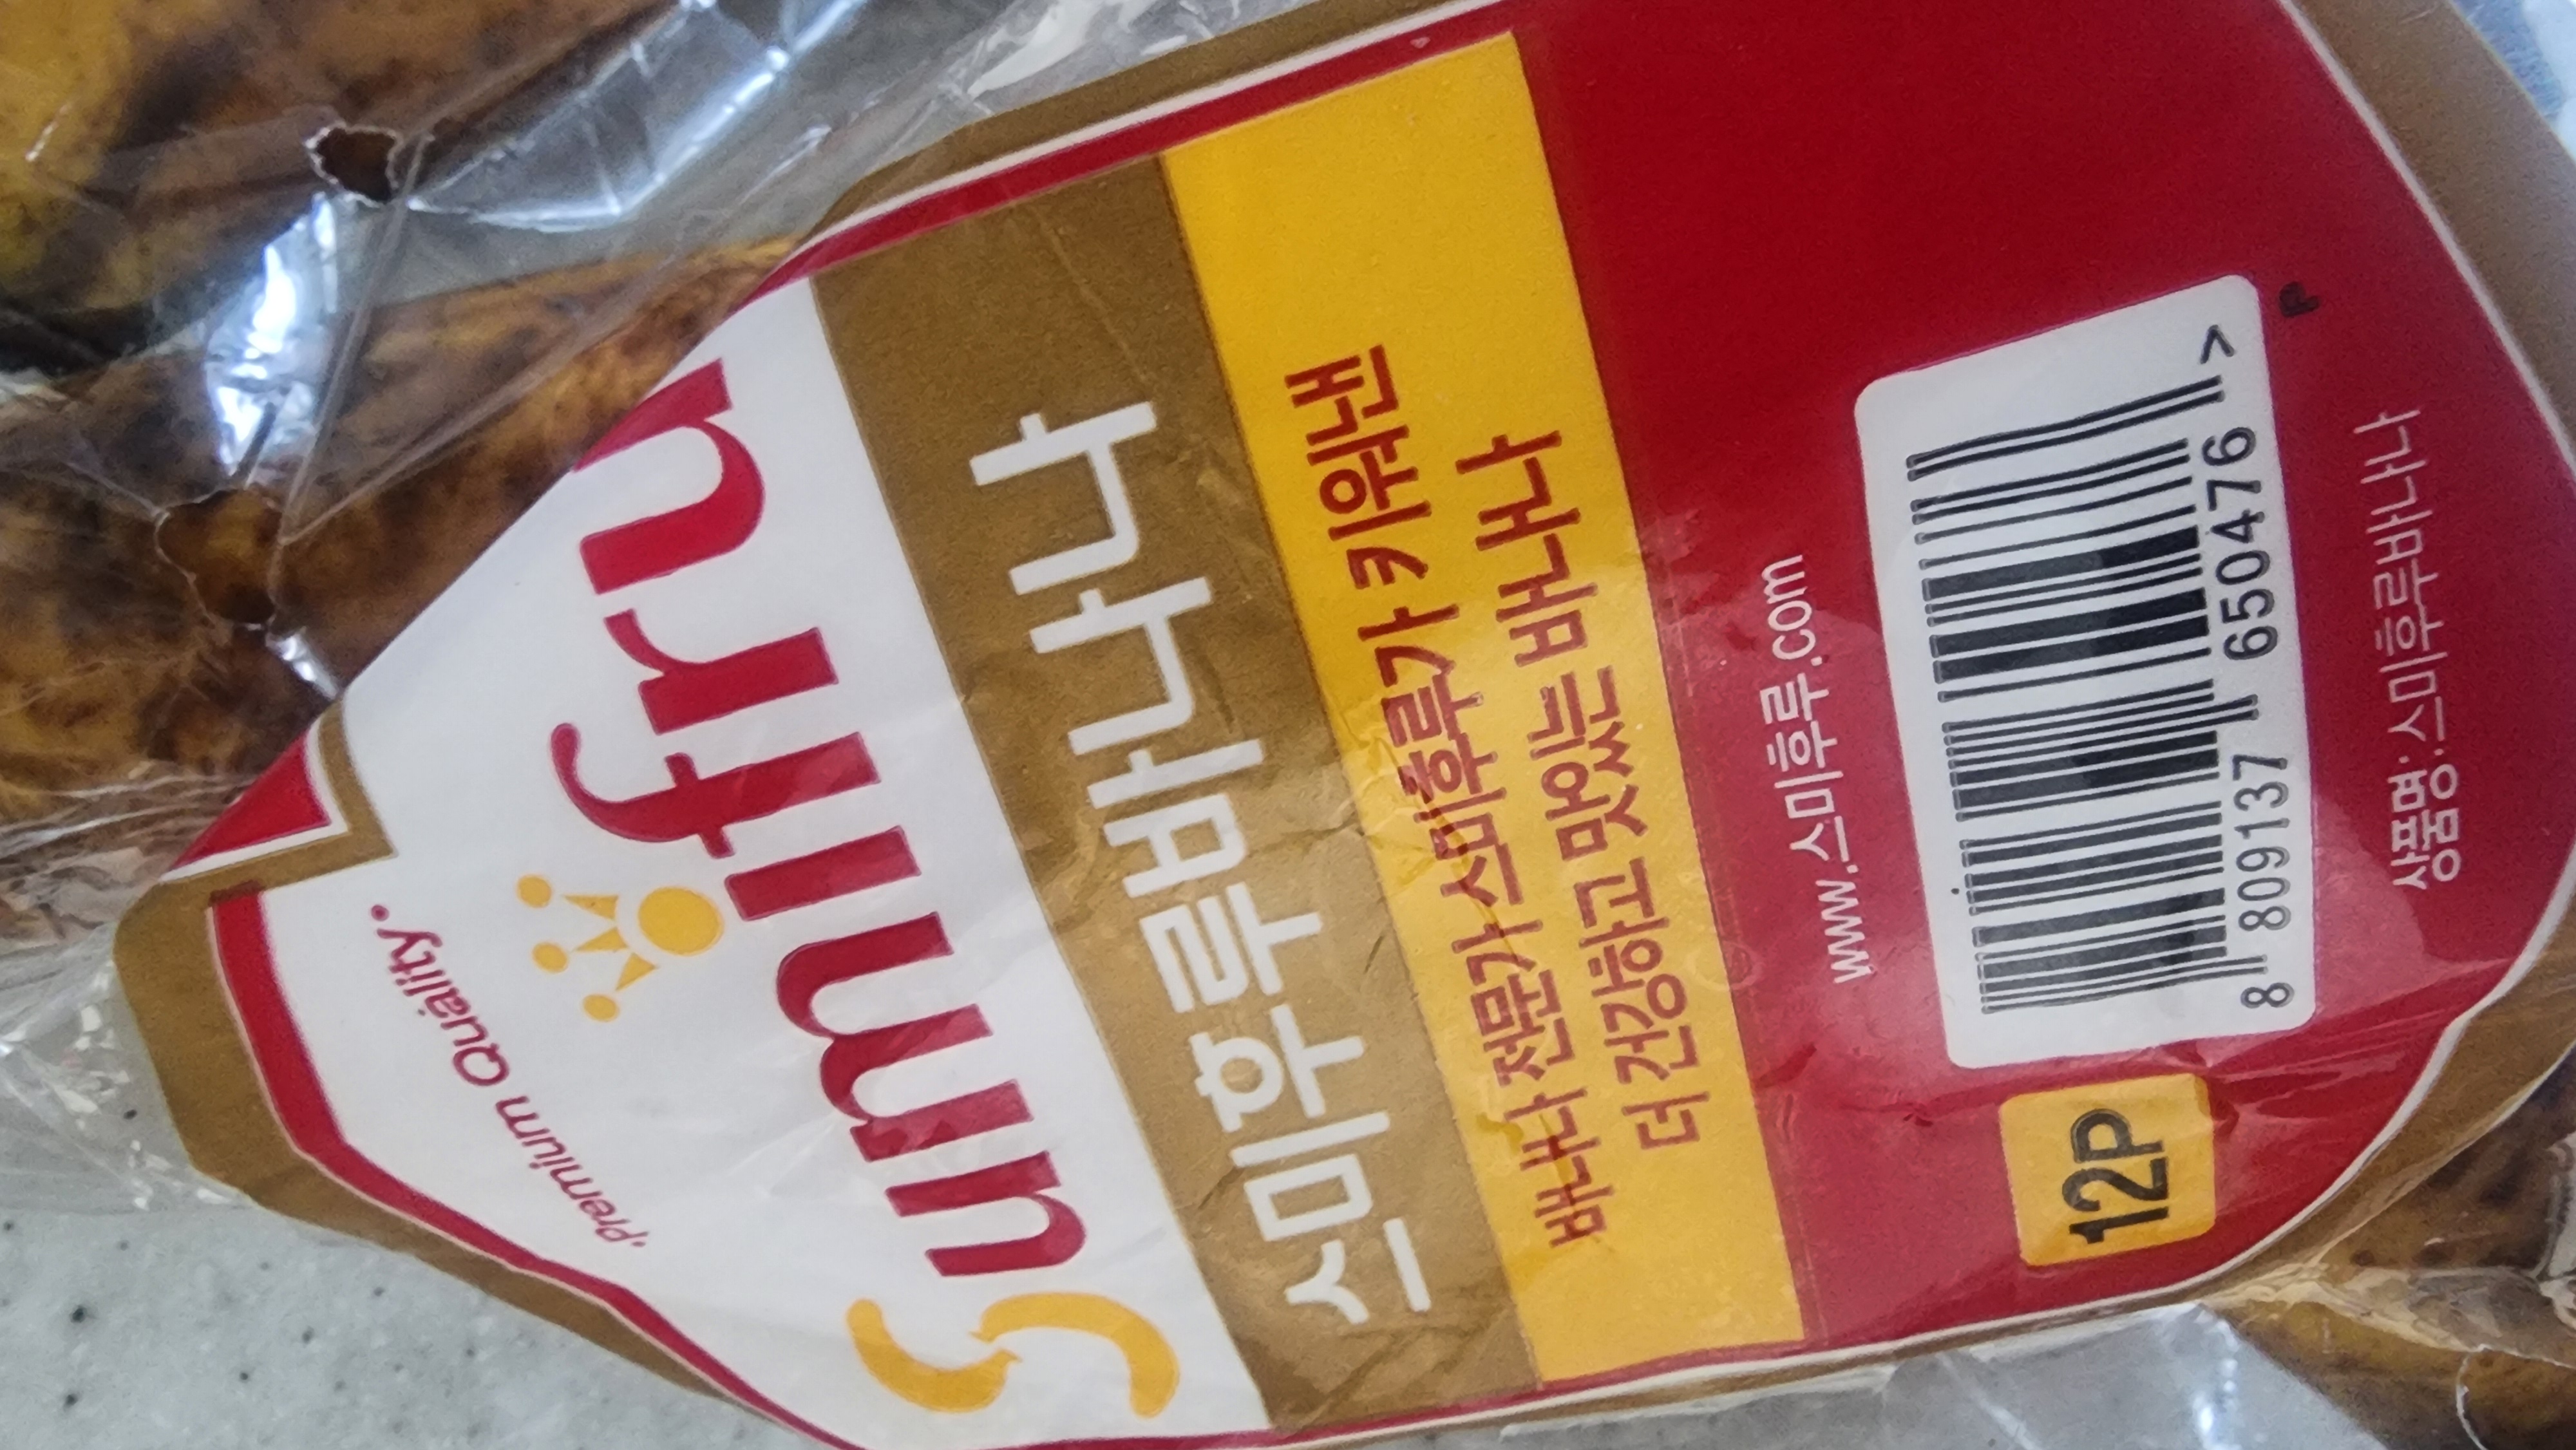 ·Premium Quality·
Sumifru
스미후루바나나
바나나 전문가 스미후루가 키워낸
더 건강하고 맛있는 바나나
www.스미후루.com
12P
8 809137 650476 >
P
상품명:스미후루바나나